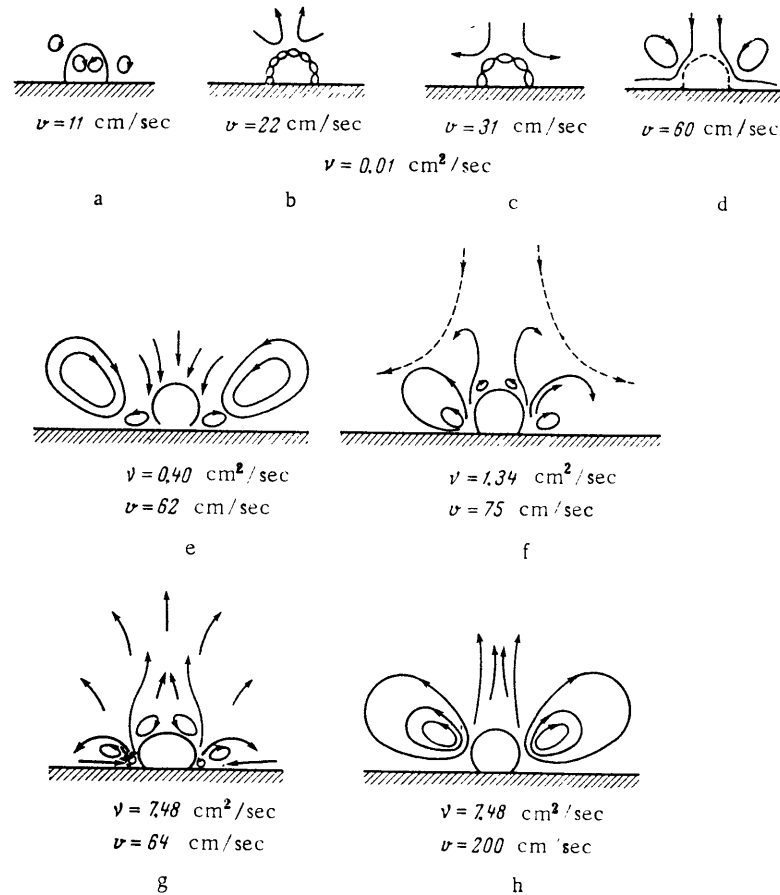 v=11 cm/sec v=22 cm/sec v=31 cm/sec v=60 cm/sec
ν=0.01 cm²/sec
a b c d
ν=0.40 cm²/sec ν=1.34 cm²/sec
v=62 cm/sec v=75 cm/sec
e f
ν=7.48 cm²/sec ν=7.48 cm²/sec
v=64 cm/sec v=200 cm sec
g h